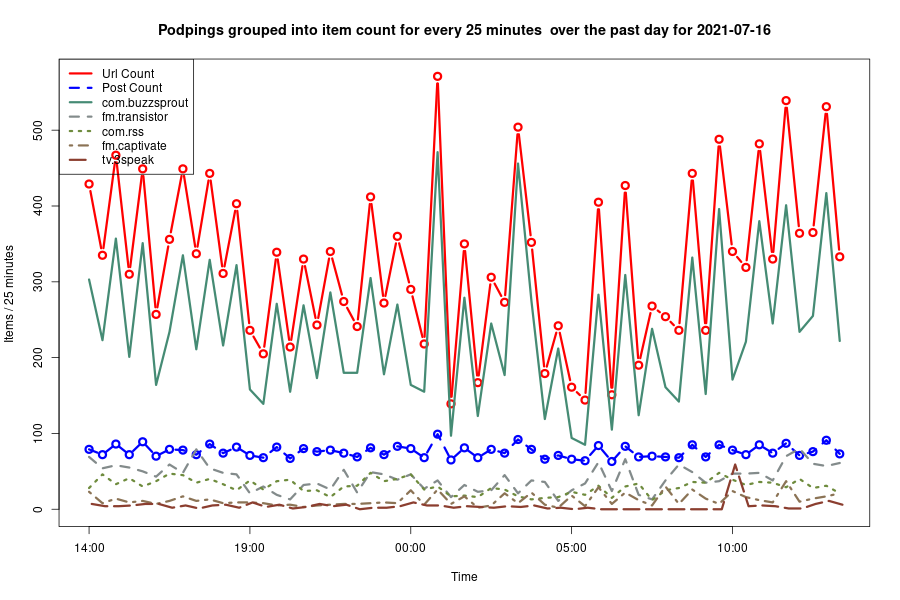 Podpings grouped into item count for every 25 minutes  over the past day for 2021-07-16
Url Count
Post Count
com.buzzsprout
fm.transistor
com.rss
fm.captivate
tv.3speak
Items / 25 minutes
500
400
300
200
100
0
14:00
19:00
00:00
05:00
10:00
Time